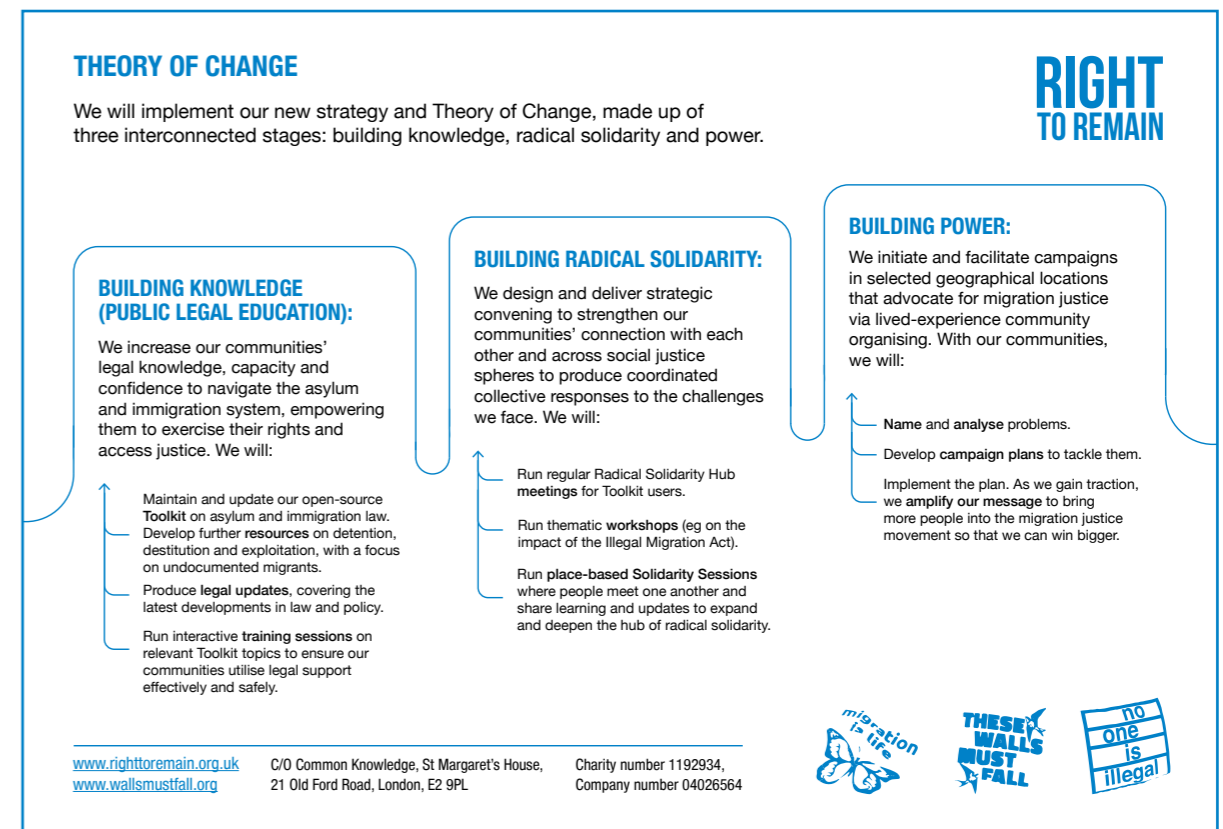 THEORY OF CHANGE
We will implement our new strategy and Theory of Change, made up of
three interconnected stages: building knowledge, radical solidarity and power.
RIGHT
TO REMAIN
BUILDING KNOWLEDGE
(PUBLIC LEGAL EDUCATION):
We increase our communities’
legal knowledge, capacity and
confidence to navigate the asylum
and immigration system, empowering
them to exercise their rights and
access justice. We will:
Maintain and update our open-source
Toolkit on asylum and immigration law.
Develop further resources on detention,
destitution and exploitation, with a focus
on undocumented migrants.
Produce legal updates, covering the
latest developments in law and policy.
Run interactive training sessions on
relevant Toolkit topics to ensure our
communities utilise legal support
effectively and safely.
BUILDING RADICAL SOLIDARITY:
We design and deliver strategic
convening to strengthen our
communities’ connection with each
other and across social justice
spheres to produce coordinated
collective responses to the challenges
we face. We will:
Run regular Radical Solidarity Hub
meetings for Toolkit users.
Run thematic workshops (eg on the
impact of the Illegal Migration Act).
Run place-based Solidarity Sessions
where people meet one another and
share learning and updates to expand
and deepen the hub of radical solidarity.
BUILDING POWER:
We initiate and facilitate campaigns
in selected geographical locations
that advocate for migration justice
via lived-experience community
organising. With our communities,
we will:
Name and analyse problems.
Develop campaign plans to tackle them.
Implement the plan. As we gain traction,
we amplify our message to bring
more people into the migration justice
movement so that we can win bigger.
www.righttoremain.org.uk
www.wallsmustfall.org
C/O Common Knowledge, St Margaret’s House,
21 Old Ford Road, London, E2 9PL
Charity number 1192934,
Company number 04026564
migration
is life
THESE
WALLS
MUST
FALL
no
one
is
illegal